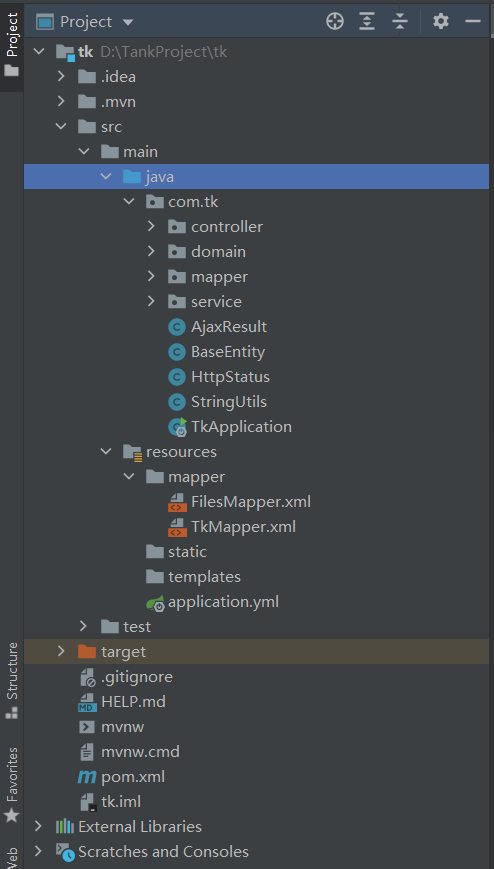 Project
Project
tk D:\TankProject\tk
.idea
.mvn
src
main
java
com.tk
controller
domain
mapper
service
AjaxResult
BaseEntity
HttpStatus
StringUtils
TkApplication
resources
mapper
FilesMapper.xml
TkMapper.xml
static
templates
application.yml
test
target
.gitignore
HELP.md
mvnw
mvnw.cmd
pom.xml
tk.iml
External Libraries
Scratches and Consoles
Structure
Favorites